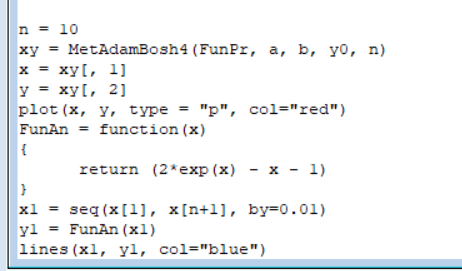 n = 10
xy = MetAdamBosh4(FunPr, a, b, y0, n)
x = xy[, 1]
y = xy[, 2]
plot(x, y, type = "p", col="red")
FunAn = function(x)
{
      return (2*exp(x) - x - 1)
}
x1 = seq(x[1], x[n+1], by=0.01)
y1 = FunAn(x1)
lines(x1, y1, col="blue")